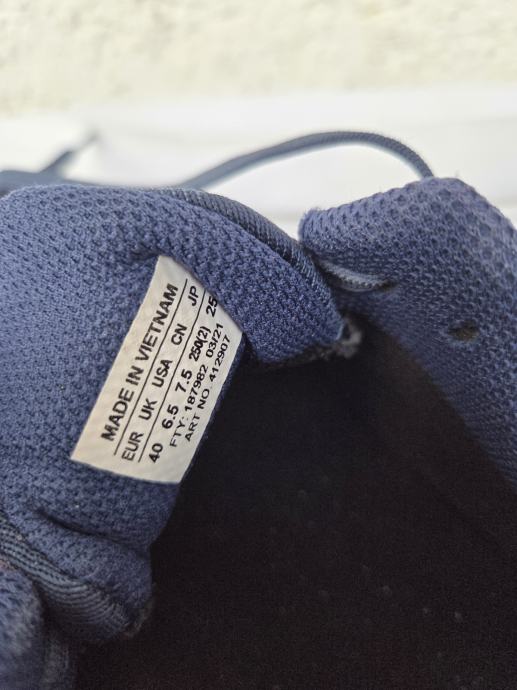 MADE IN VIETNAM
EUR UK USA CN JP
40 6.5 7.5 250(2) 25
FTY: 187982 03/21
ART NO. 412907